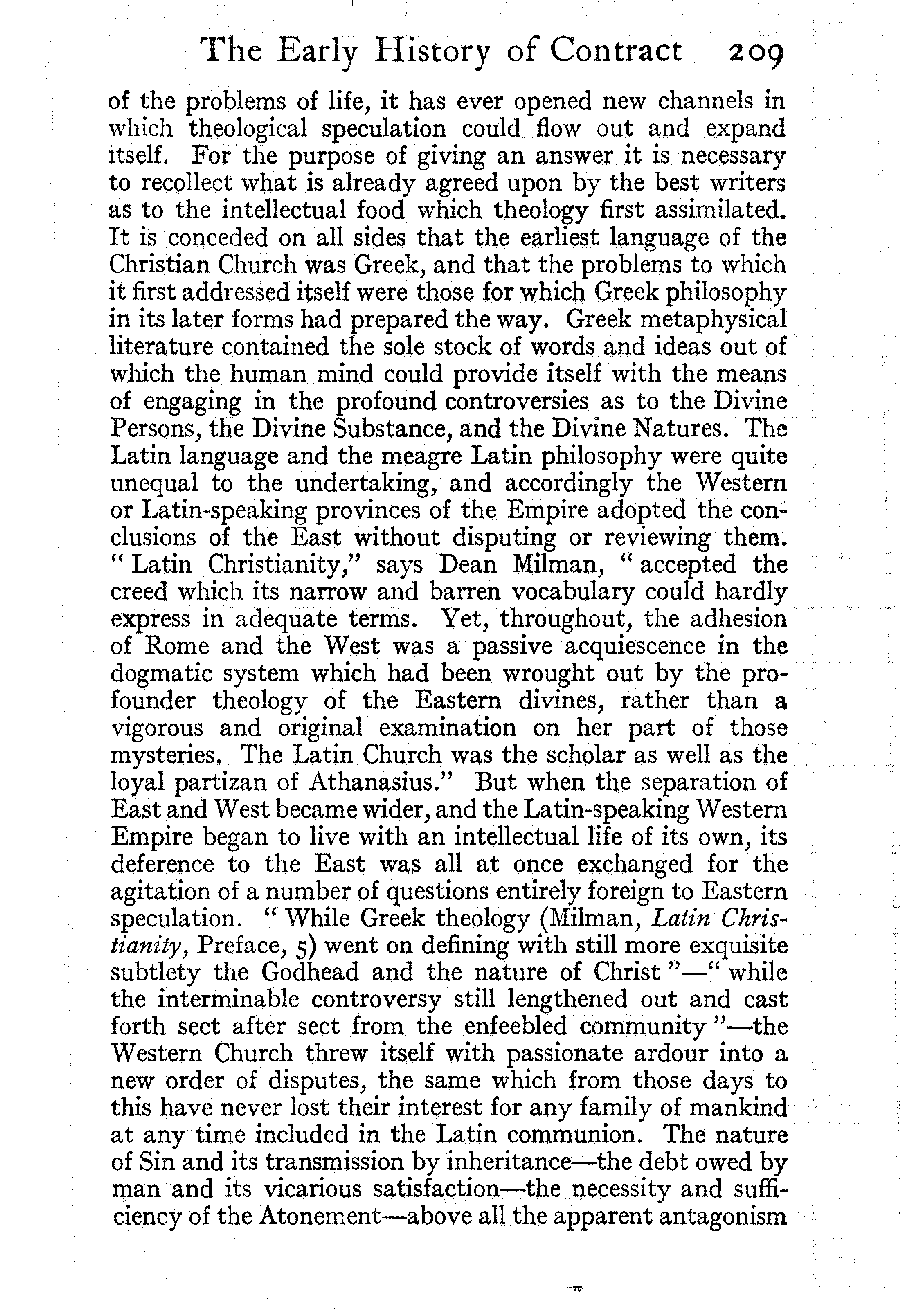 The Early History of Contract 209
of the problems of life, it has ever opened new channels in
which theological speculation could flow out and expand
itself. For the purpose of giving an answer it is necessary
to recollect what is already agreed upon by the best writers
as to the intellectual food which theology first assimilated.
It is conceded on all sides that the earliest language of the
Christian Church was Greek, and that the problems to which
it first addressed itself were those for which Greek philosophy
in its later forms had prepared the way. Greek metaphysical
literature contained the sole stock of words and ideas out of
which the human mind could provide itself with the means
of engaging in the profound controversies as to the Divine
Persons, the Divine Substance, and the Divine Natures. The
Latin language and the meagre Latin philosophy were quite
unequal to the undertaking, and accordingly the Western
or Latin-speaking provinces of the Empire adopted the con-
clusions of the East without disputing or reviewing them.
“ Latin Christianity,” says Dean Milman, “ accepted the
creed which its narrow and barren vocabulary could hardly
express in adequate terms. Yet, throughout, the adhesion
of Rome and the West was a passive acquiescence in the
dogmatic system which had been wrought out by the pro-
founder theology of the Eastern divines, rather than a
vigorous and original examination on her part of those
mysteries. The Latin Church was the scholar as well as the
loyal partizan of Athanasius.” But when the separation of
East and West became wider, and the Latin-speaking Western
Empire began to live with an intellectual life of its own, its
deference to the East was all at once exchanged for the
agitation of a number of questions entirely foreign to Eastern
speculation. “ While Greek theology (Milman, Latin Chris-
tianity, Preface, 5) went on defining with still more exquisite
subtlety the Godhead and the nature of Christ ”—“ while
the interminable controversy still lengthened out and cast
forth sect after sect from the enfeebled community ”—the
Western Church threw itself with passionate ardour into a
new order of disputes, the same which from those days to
this have never lost their interest for any family of mankind
at any time included in the Latin communion. The nature
of Sin and its transmission by inheritance—the debt owed by
man and its vicarious satisfaction—the necessity and suffi-
ciency of the Atonement—above all the apparent antagonism